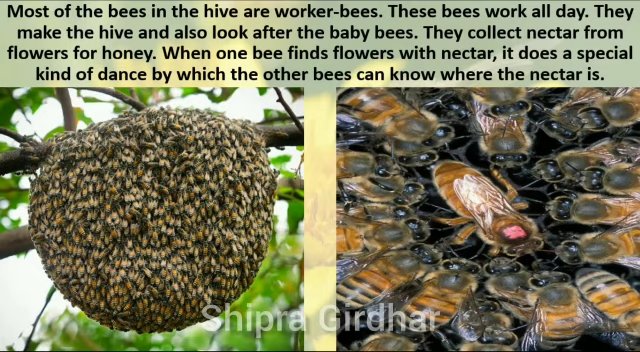 Most of the bees in the hive are worker-bees. These bees work all day. They
make the hive and also look after the baby bees. They collect nectar from
flowers for honey. When one bee finds flowers with nectar, it does a special
kind of dance by which the other bees can know where the nectar is.
Shipra Girdhar